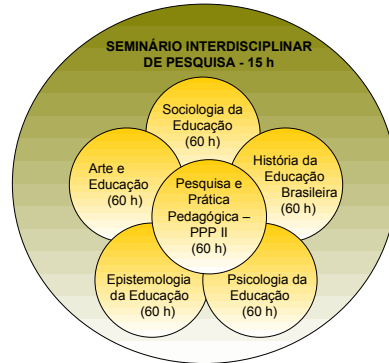 SEMINÁRIO INTERDISCIPLINAR
DE PESQUISA - 15 h
Sociologia da
Educação
(60 h)
Arte e
Educação
(60 h)
História da
Educação
Brasileira
(60 h)
Pesquisa e
Prática
Pedagógica –
PPP II
(60 h)
Epistemologia
da Educação
(60 h)
Psicologia da
Educação
(60 h)